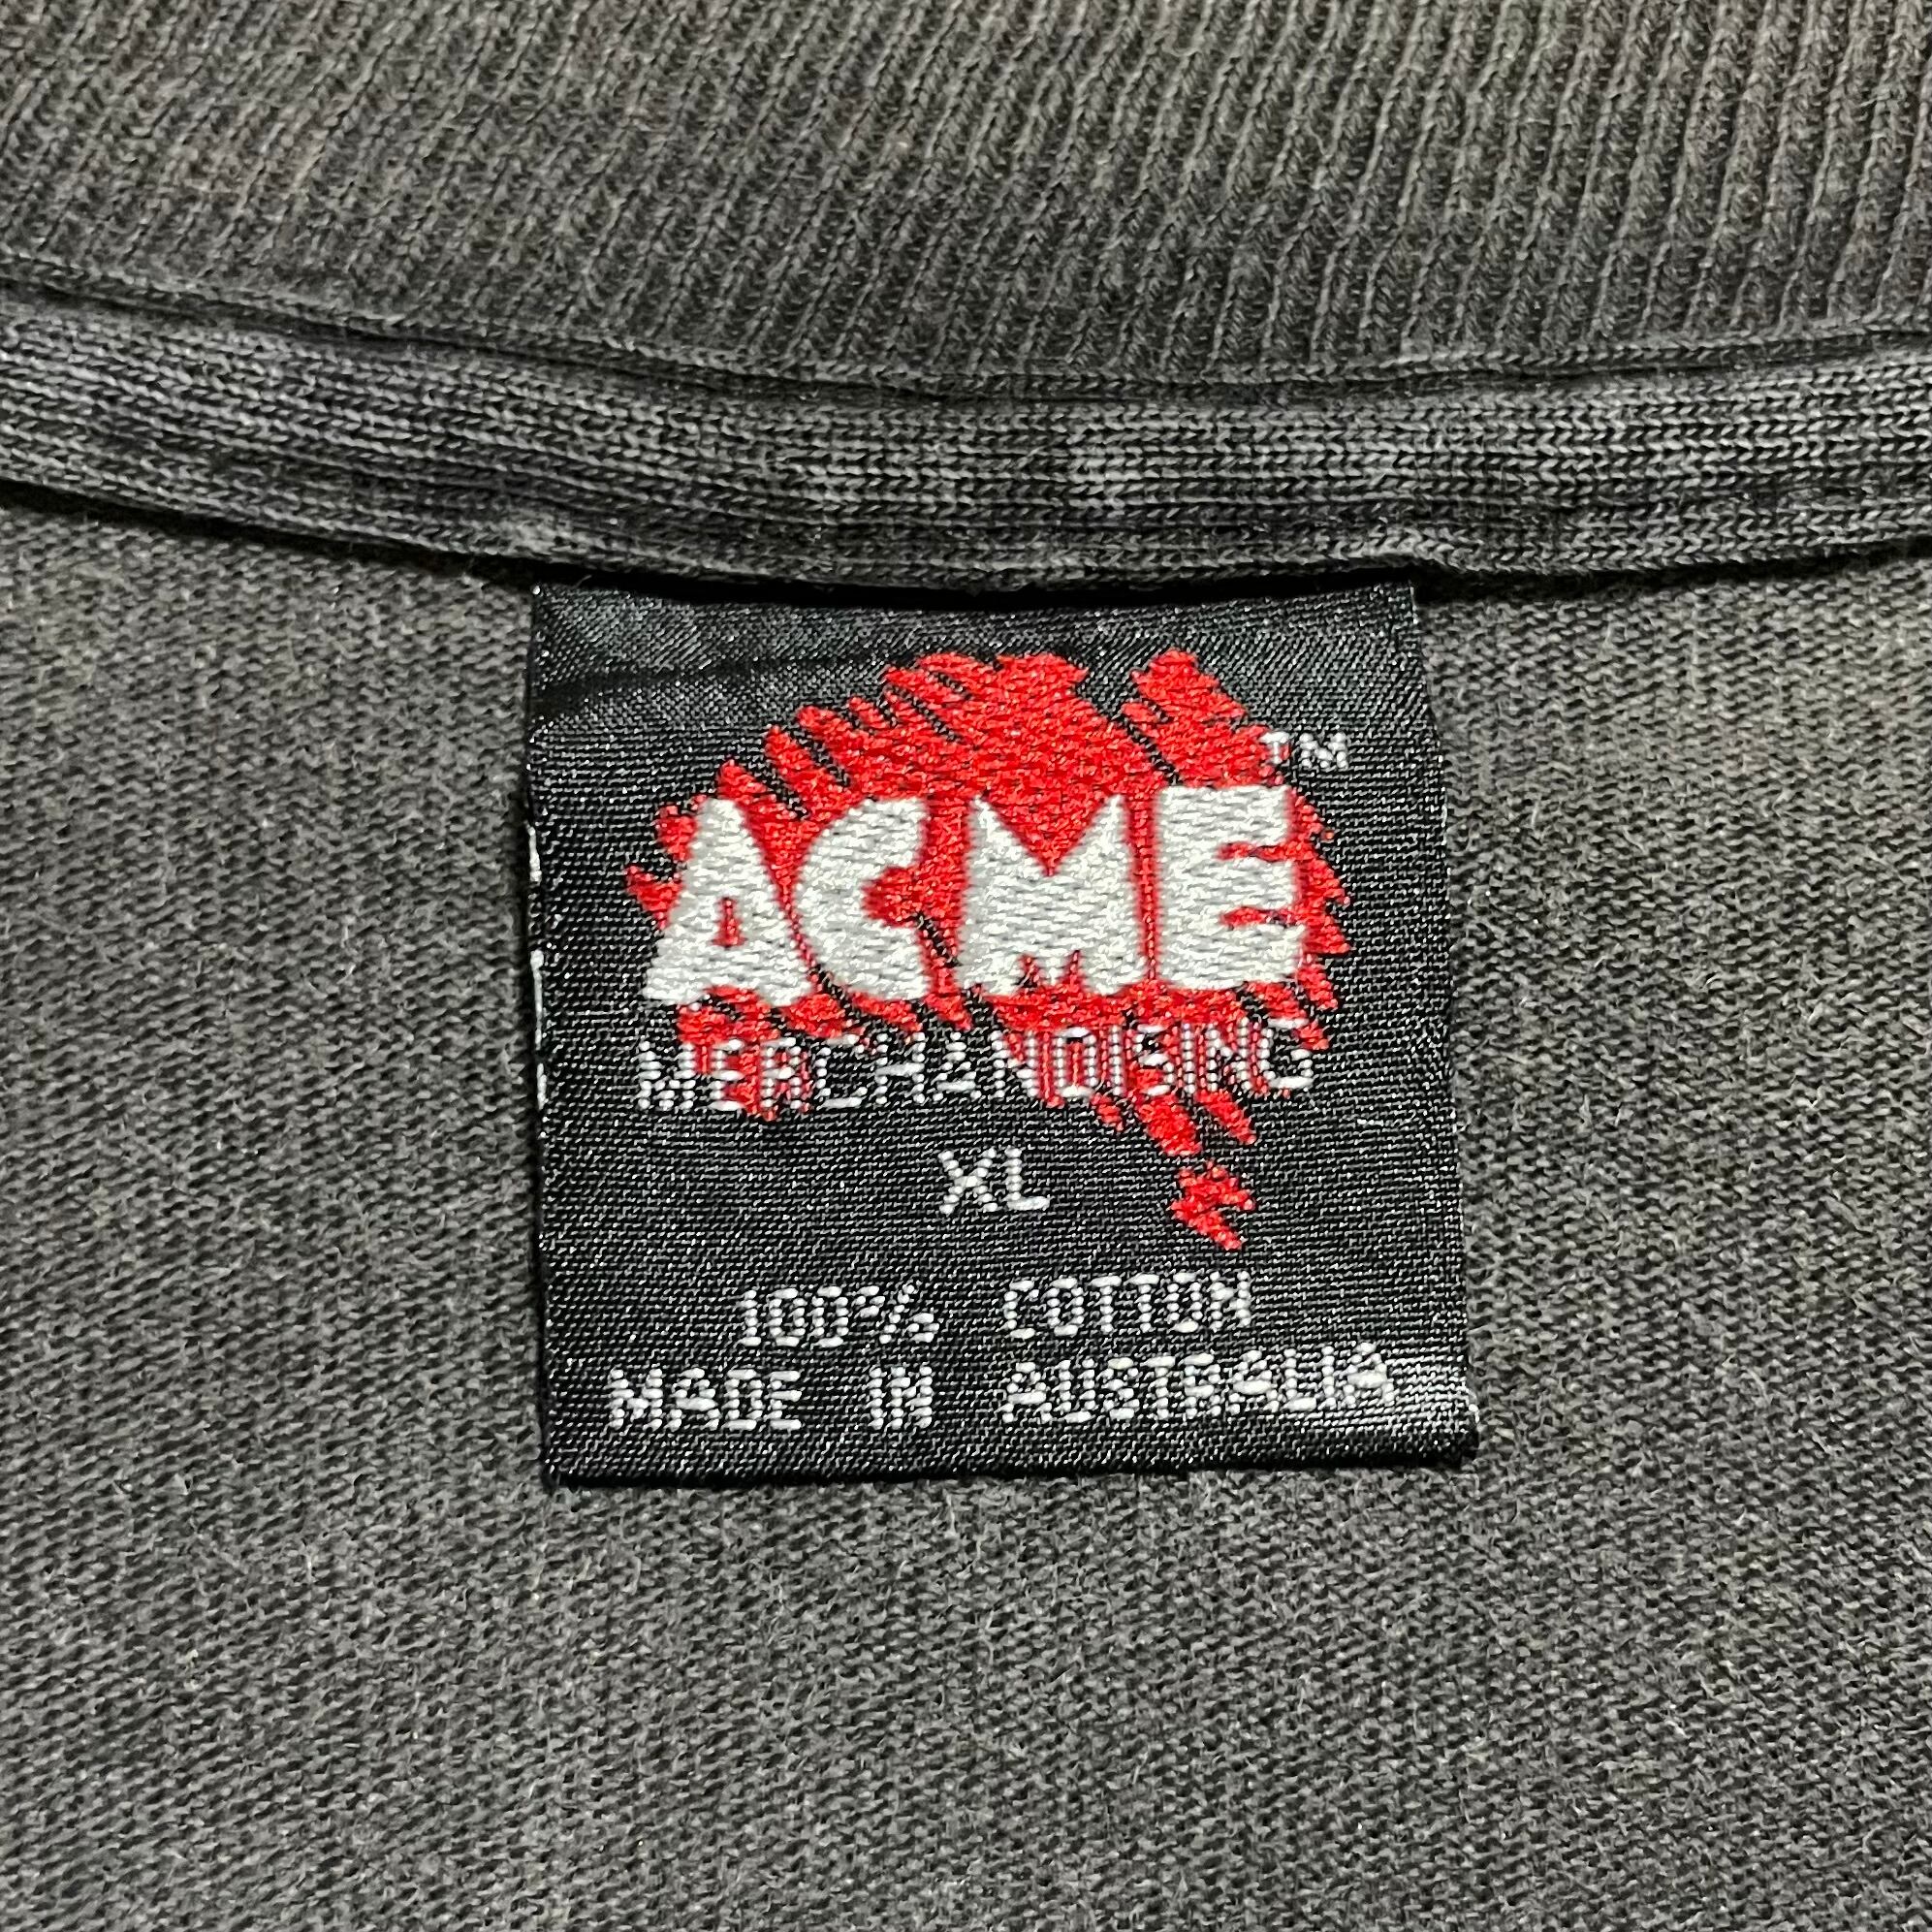 ACME™
MERCHANDISING
XL
100% COTTON
MADE IN AUSTRALIA